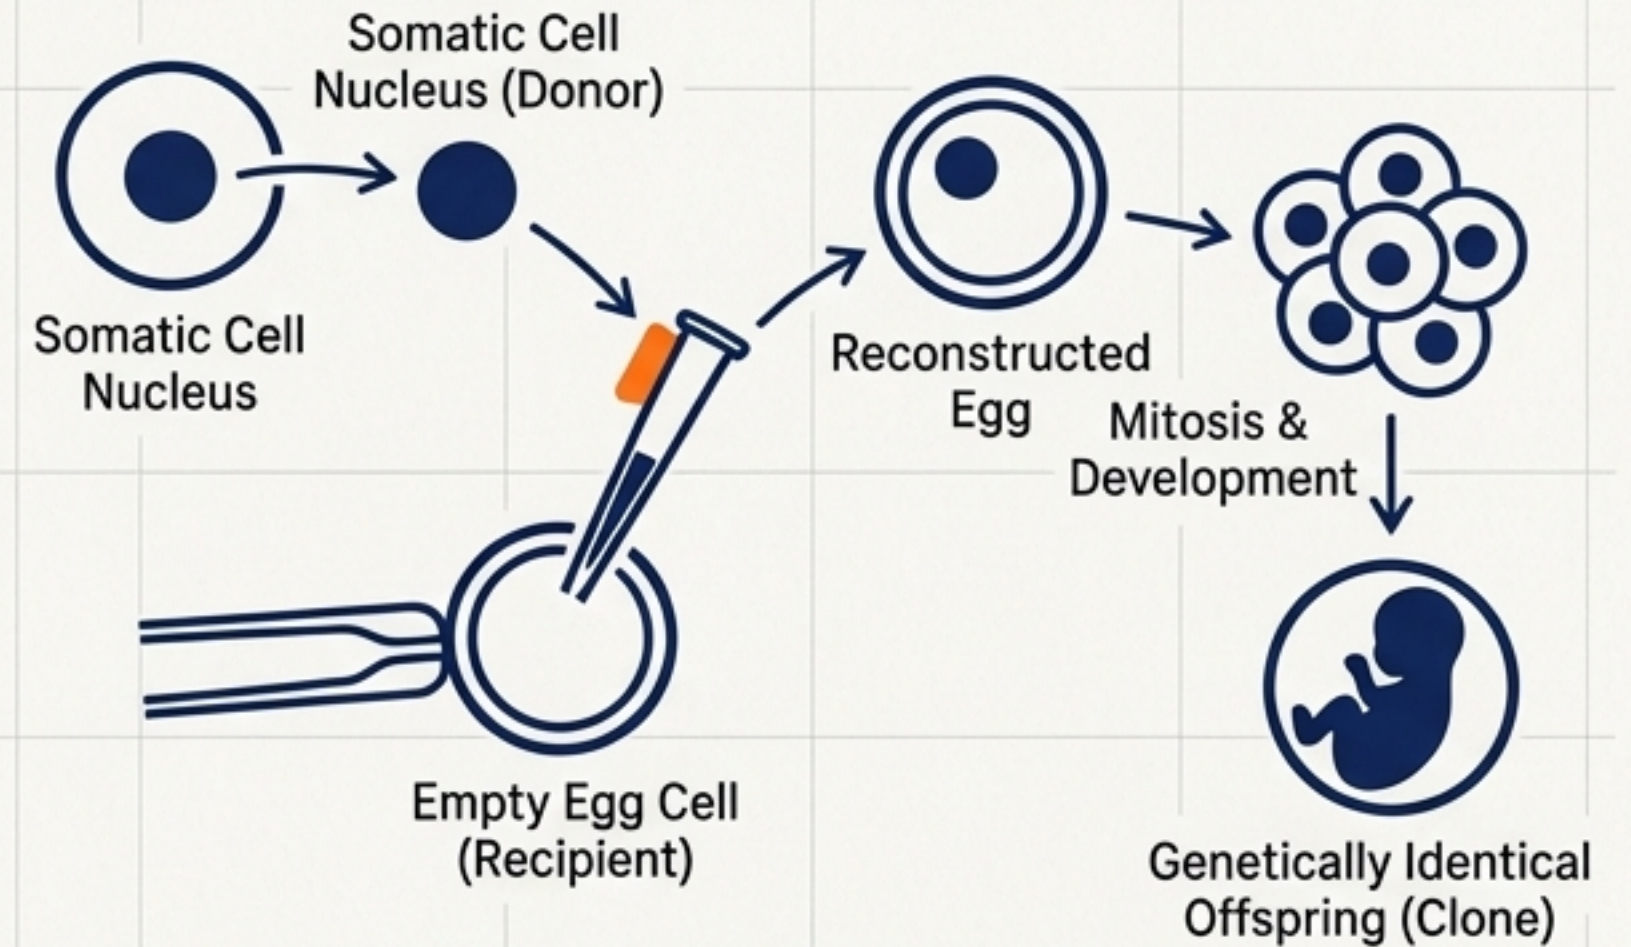 Somatic Cell
Nucleus (Donor)
Somatic Cell
Nucleus
Reconstructed
Egg
Mitosis &
Development
Empty Egg Cell
(Recipient)
Genetically Identical
Offspring (Clone)